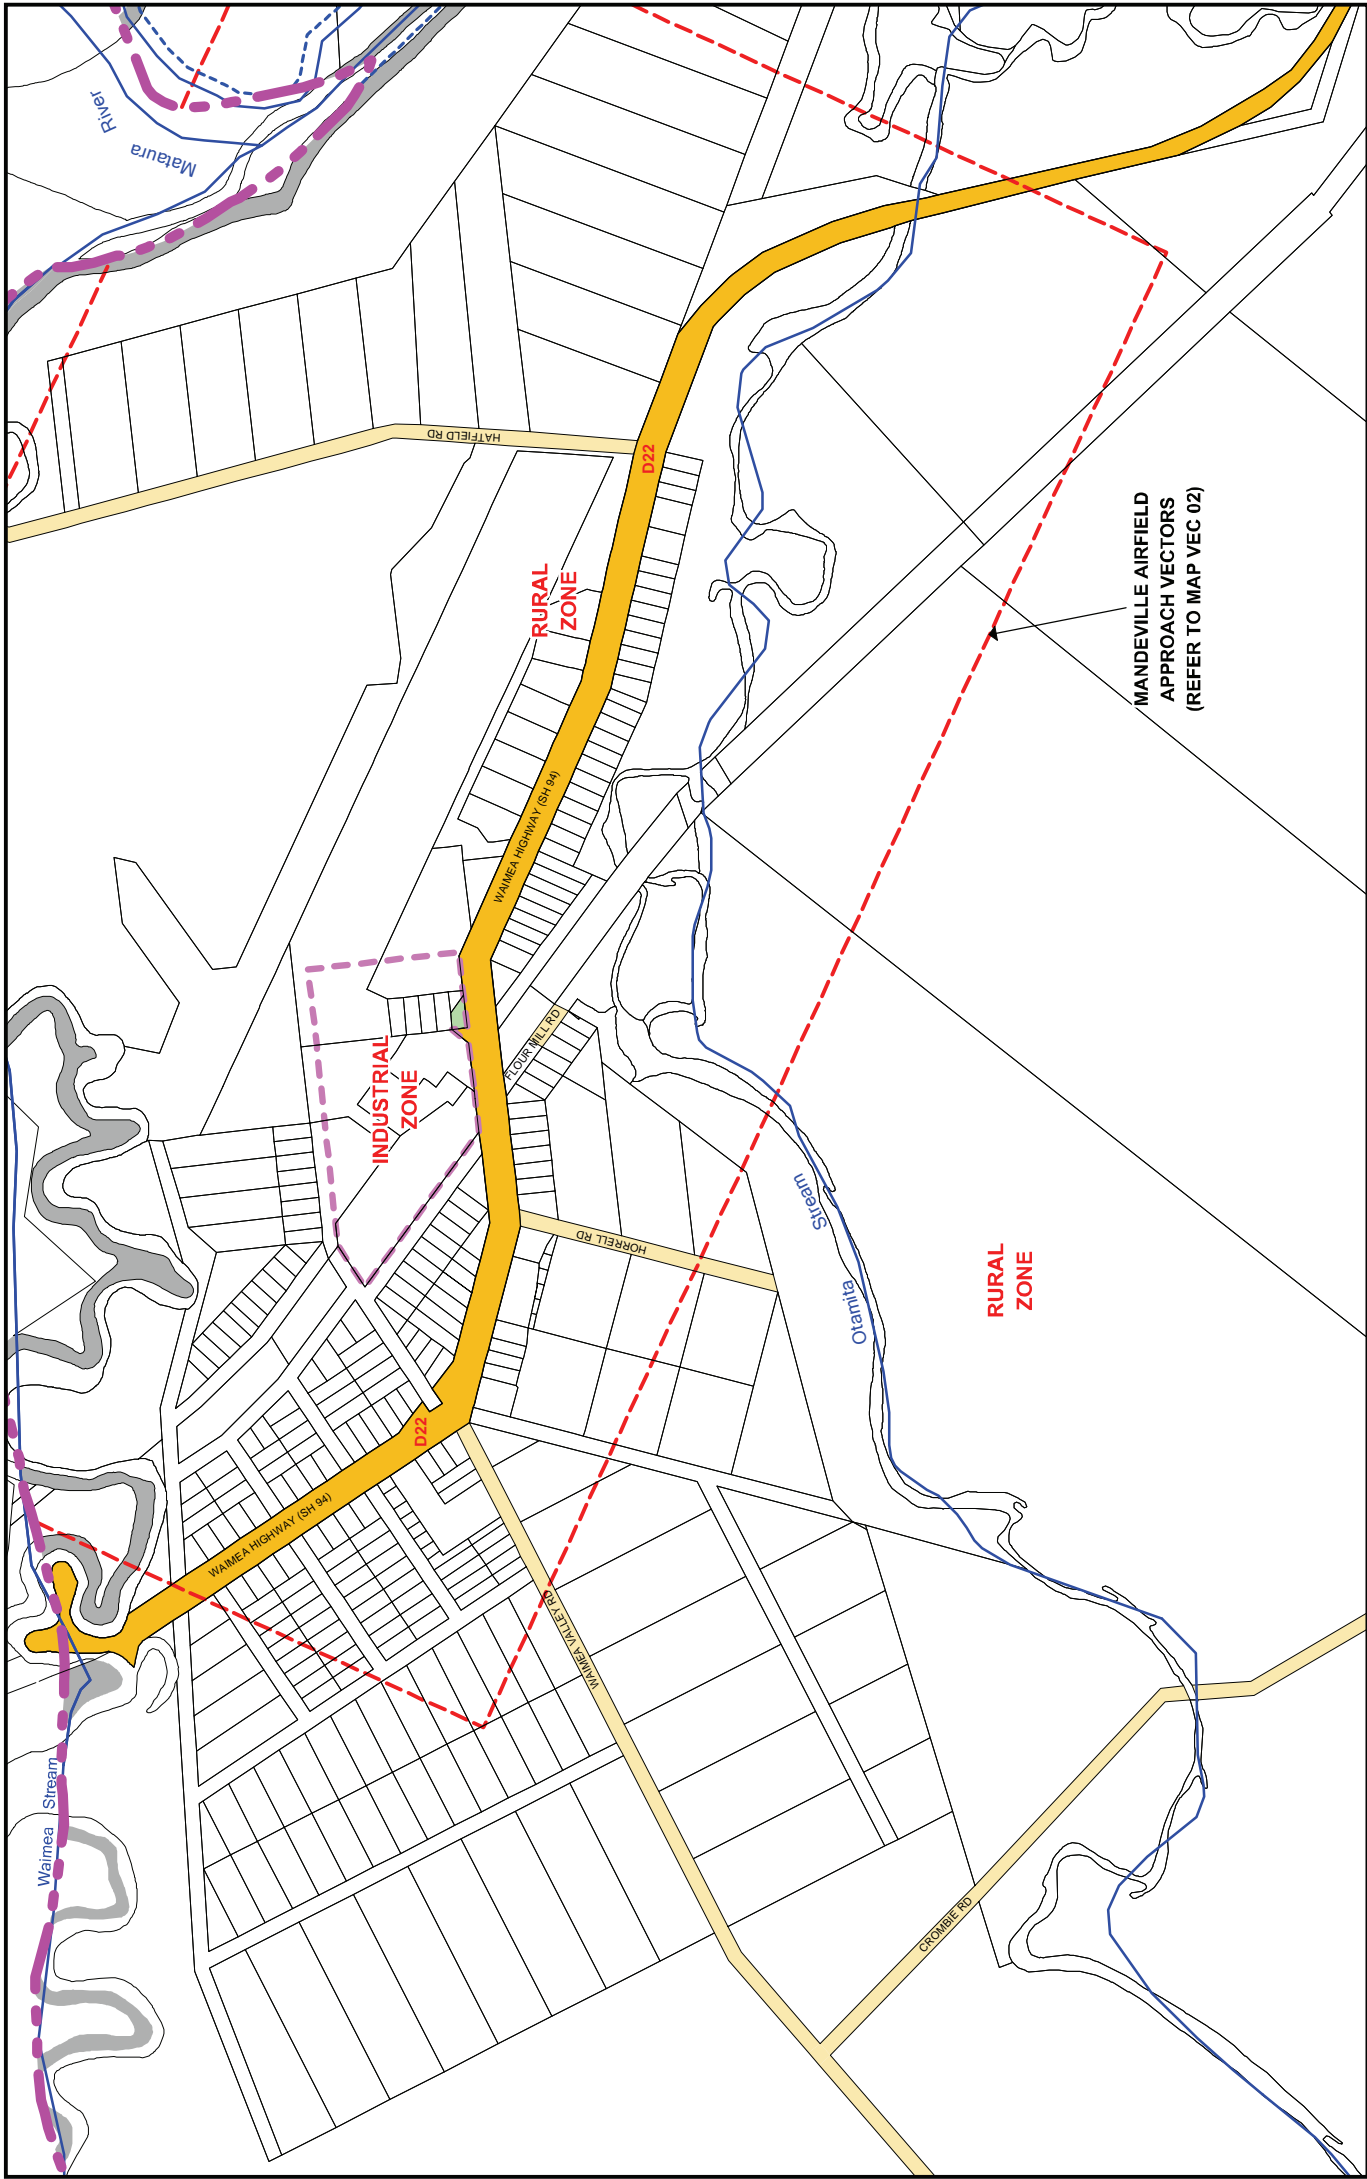 Waimea Stream
WAIMEA HIGHWAY (SH 94)
D22
WAIMEA VALLEY RD
CROMBIE RD
HORRELL RD
FLOUR MILL RD
INDUSTRIAL
ZONE
WAIMEA HIGHWAY (SH 94)
RURAL
ZONE
D22
HATFIELD RD
Mataura River
Otamita Stream
RURAL
ZONE
MANDEVILLE AIRFIELD
APPROACH VECTORS
(REFER TO MAP VEC 02)